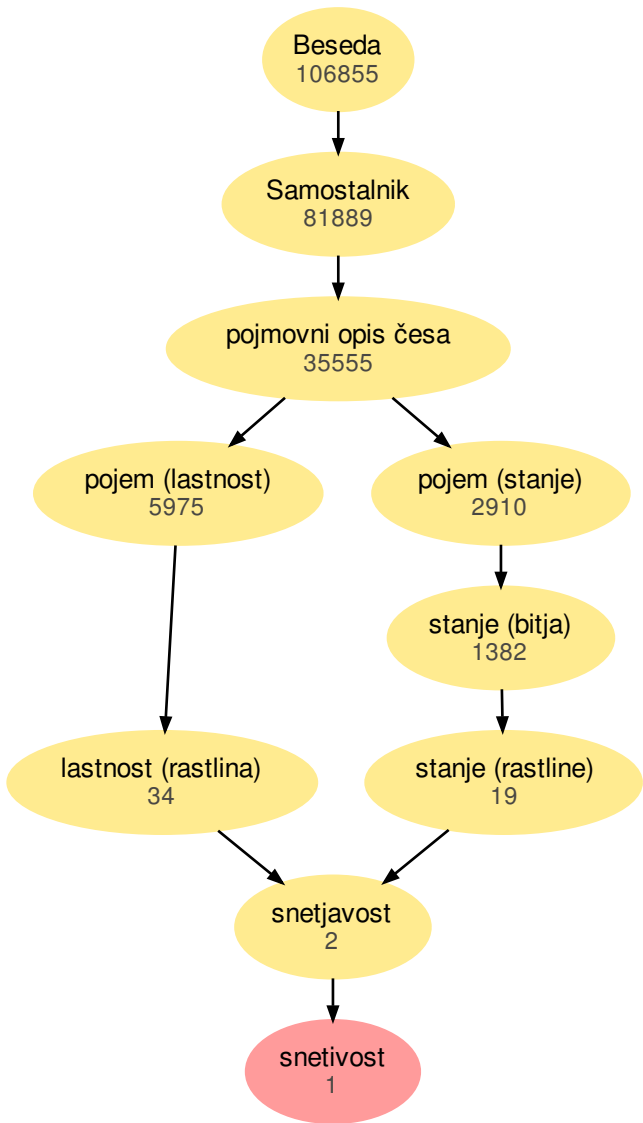 Beseda
106855
Samostalnik
81889
pojmovni opis česa
35555
pojem (lastnost)
5975
pojem (stanje)
2910
stanje (bitja)
1382
lastnost (rastlina)
34
stanje (rastline)
19
snetjavost
2
snetivost
1